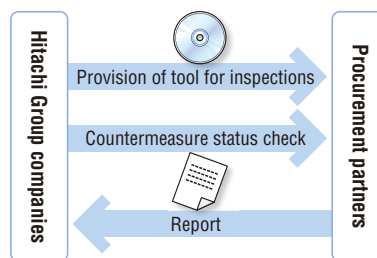 Hitachi Group
companies
Provision of tool for inspections
Countermeasure status check
Report
Procurement
partners